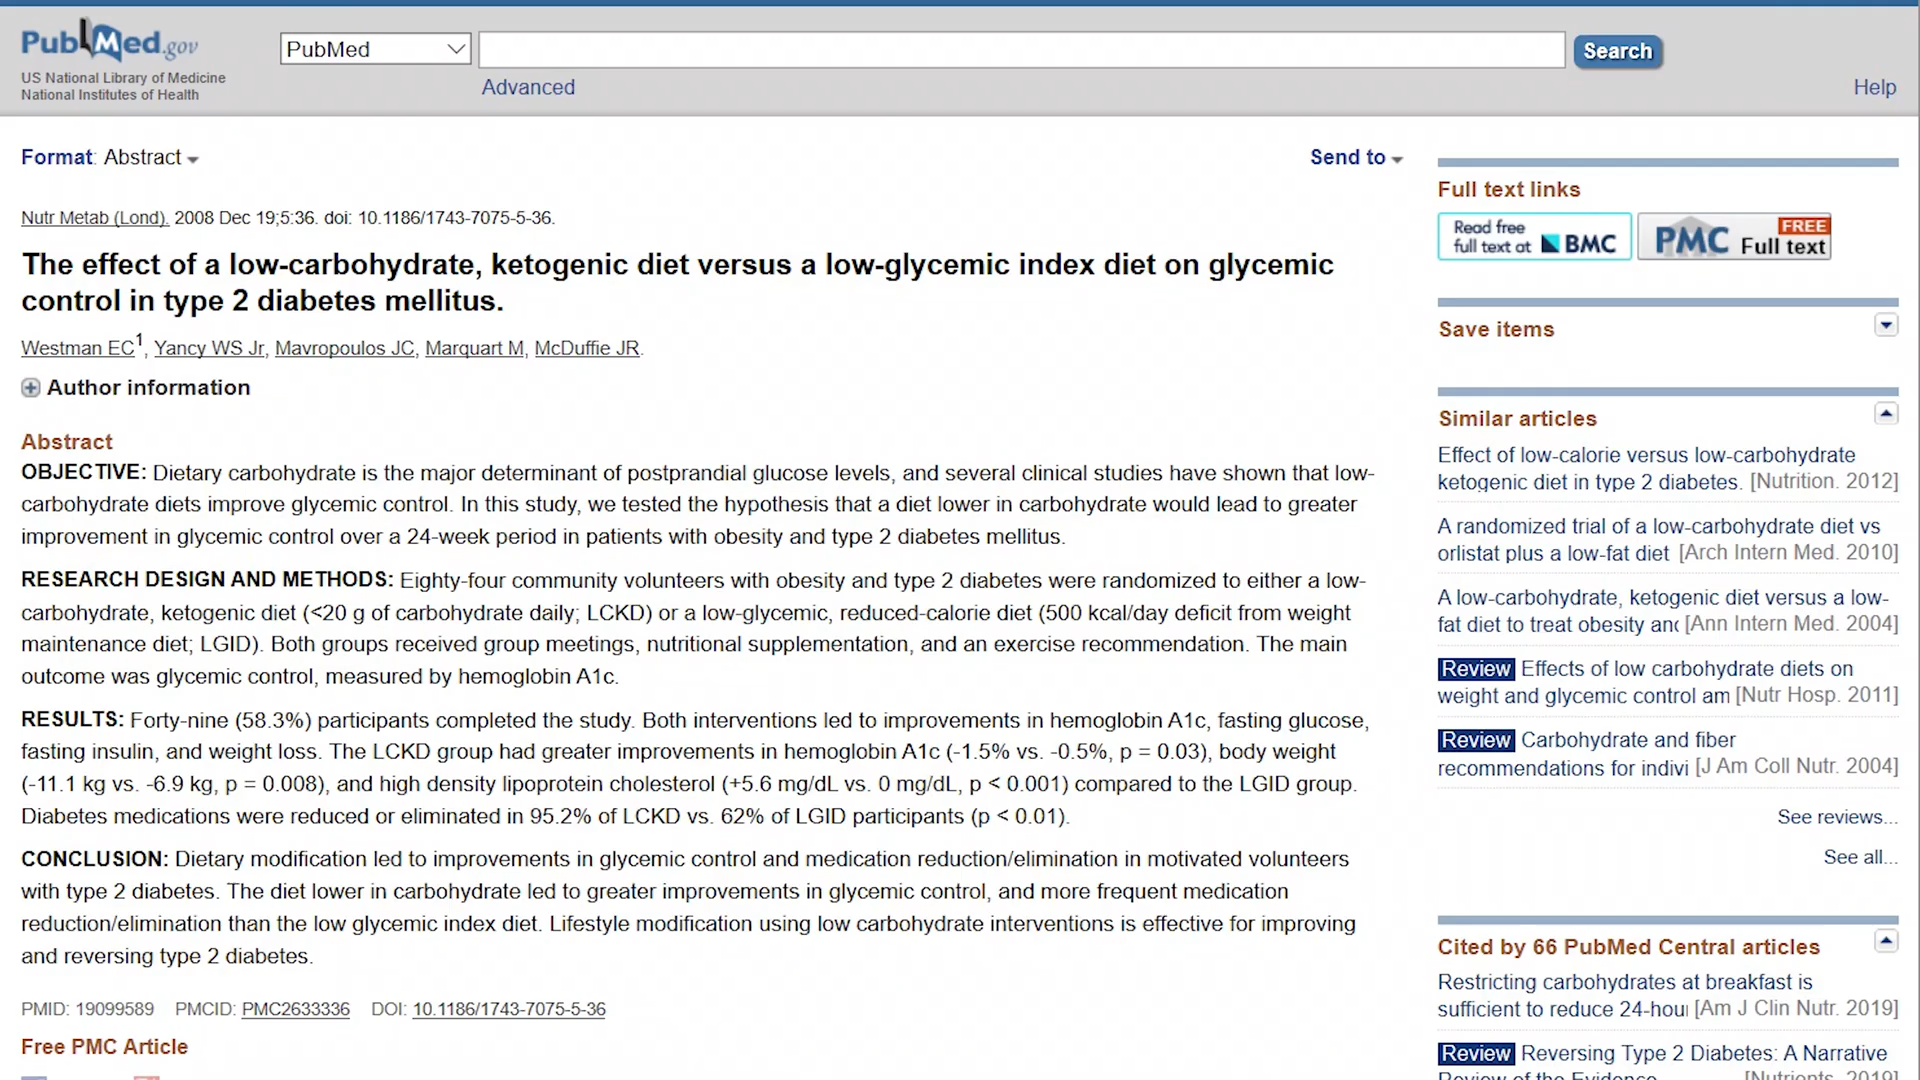 PubMed.gov
US National Library of Medicine
National Institutes of Health
PubMed
Search
Advanced
Help
Format: Abstract
Send to
Nutr Metab (Lond). 2008 Dec 19;5:36. doi: 10.1186/1743-7075-5-36.
The effect of a low-carbohydrate, ketogenic diet versus a low-glycemic index diet on glycemic
control in type 2 diabetes mellitus.
Westman EC1, Yancy WS Jr, Mavropoulos JC, Marquart M, McDuffie JR.
Author information
Abstract
OBJECTIVE: Dietary carbohydrate is the major determinant of postprandial glucose levels, and several clinical studies have shown that low-
carbohydrate diets improve glycemic control. In this study, we tested the hypothesis that a diet lower in carbohydrate would lead to greater
improvement in glycemic control over a 24-week period in patients with obesity and type 2 diabetes mellitus.
RESEARCH DESIGN AND METHODS: Eighty-four community volunteers with obesity and type 2 diabetes were randomized to either a low-
carbohydrate, ketogenic diet (<20 g of carbohydrate daily; LCKD) or a low-glycemic, reduced-calorie diet (500 kcal/day deficit from weight
maintenance diet; LGID). Both groups received group meetings, nutritional supplementation, and an exercise recommendation. The main
outcome was glycemic control, measured by hemoglobin A1c.
RESULTS: Forty-nine (58.3%) participants completed the study. Both interventions led to improvements in hemoglobin A1c, fasting glucose,
fasting insulin, and weight loss. The LCKD group had greater improvements in hemoglobin A1c (-1.5% vs. -0.5%, p = 0.03), body weight
(-11.1 kg vs. -6.9 kg, p = 0.008), and high density lipoprotein cholesterol (+5.6 mg/dL vs. 0 mg/dL, p < 0.001) compared to the LGID group.
Diabetes medications were reduced or eliminated in 95.2% of LCKD vs. 62% of LGID participants (p < 0.01).
CONCLUSION: Dietary modification led to improvements in glycemic control and medication reduction/elimination in motivated volunteers
with type 2 diabetes. The diet lower in carbohydrate led to greater improvements in glycemic control, and more frequent medication
reduction/elimination than the low glycemic index diet. Lifestyle modification using low carbohydrate interventions is effective for improving
and reversing type 2 diabetes.
PMID: 19099589 PMCID: PMC2633336 DOI: 10.1186/1743-7075-5-36
Free PMC Article
Full text links
Read free
full text at BMC
PMC FREE
Full text
Save items
Similar articles
Effect of low-calorie versus low-carbohydrate
ketogenic diet in type 2 diabetes. [Nutrition. 2012]
A randomized trial of a low-carbohydrate diet vs
orlistat plus a low-fat diet [Arch Intern Med. 2010]
A low-carbohydrate, ketogenic diet versus a low-
fat diet to treat obesity and [Ann Intern Med. 2004]
Review Effects of low carbohydrate diets on
weight and glycemic control am [Nutr Hosp. 2011]
Review Carbohydrate and fiber
recommendations for indivi [J Am Coll Nutr. 2004]
See reviews...
See all...
Cited by 66 PubMed Central articles
Restricting carbohydrates at breakfast is
sufficient to reduce 24-hour [Am J Clin Nutr. 2019]
Review Reversing Type 2 Diabetes: A Narrative
Review of the Evidence. [Nutrients. 2019]